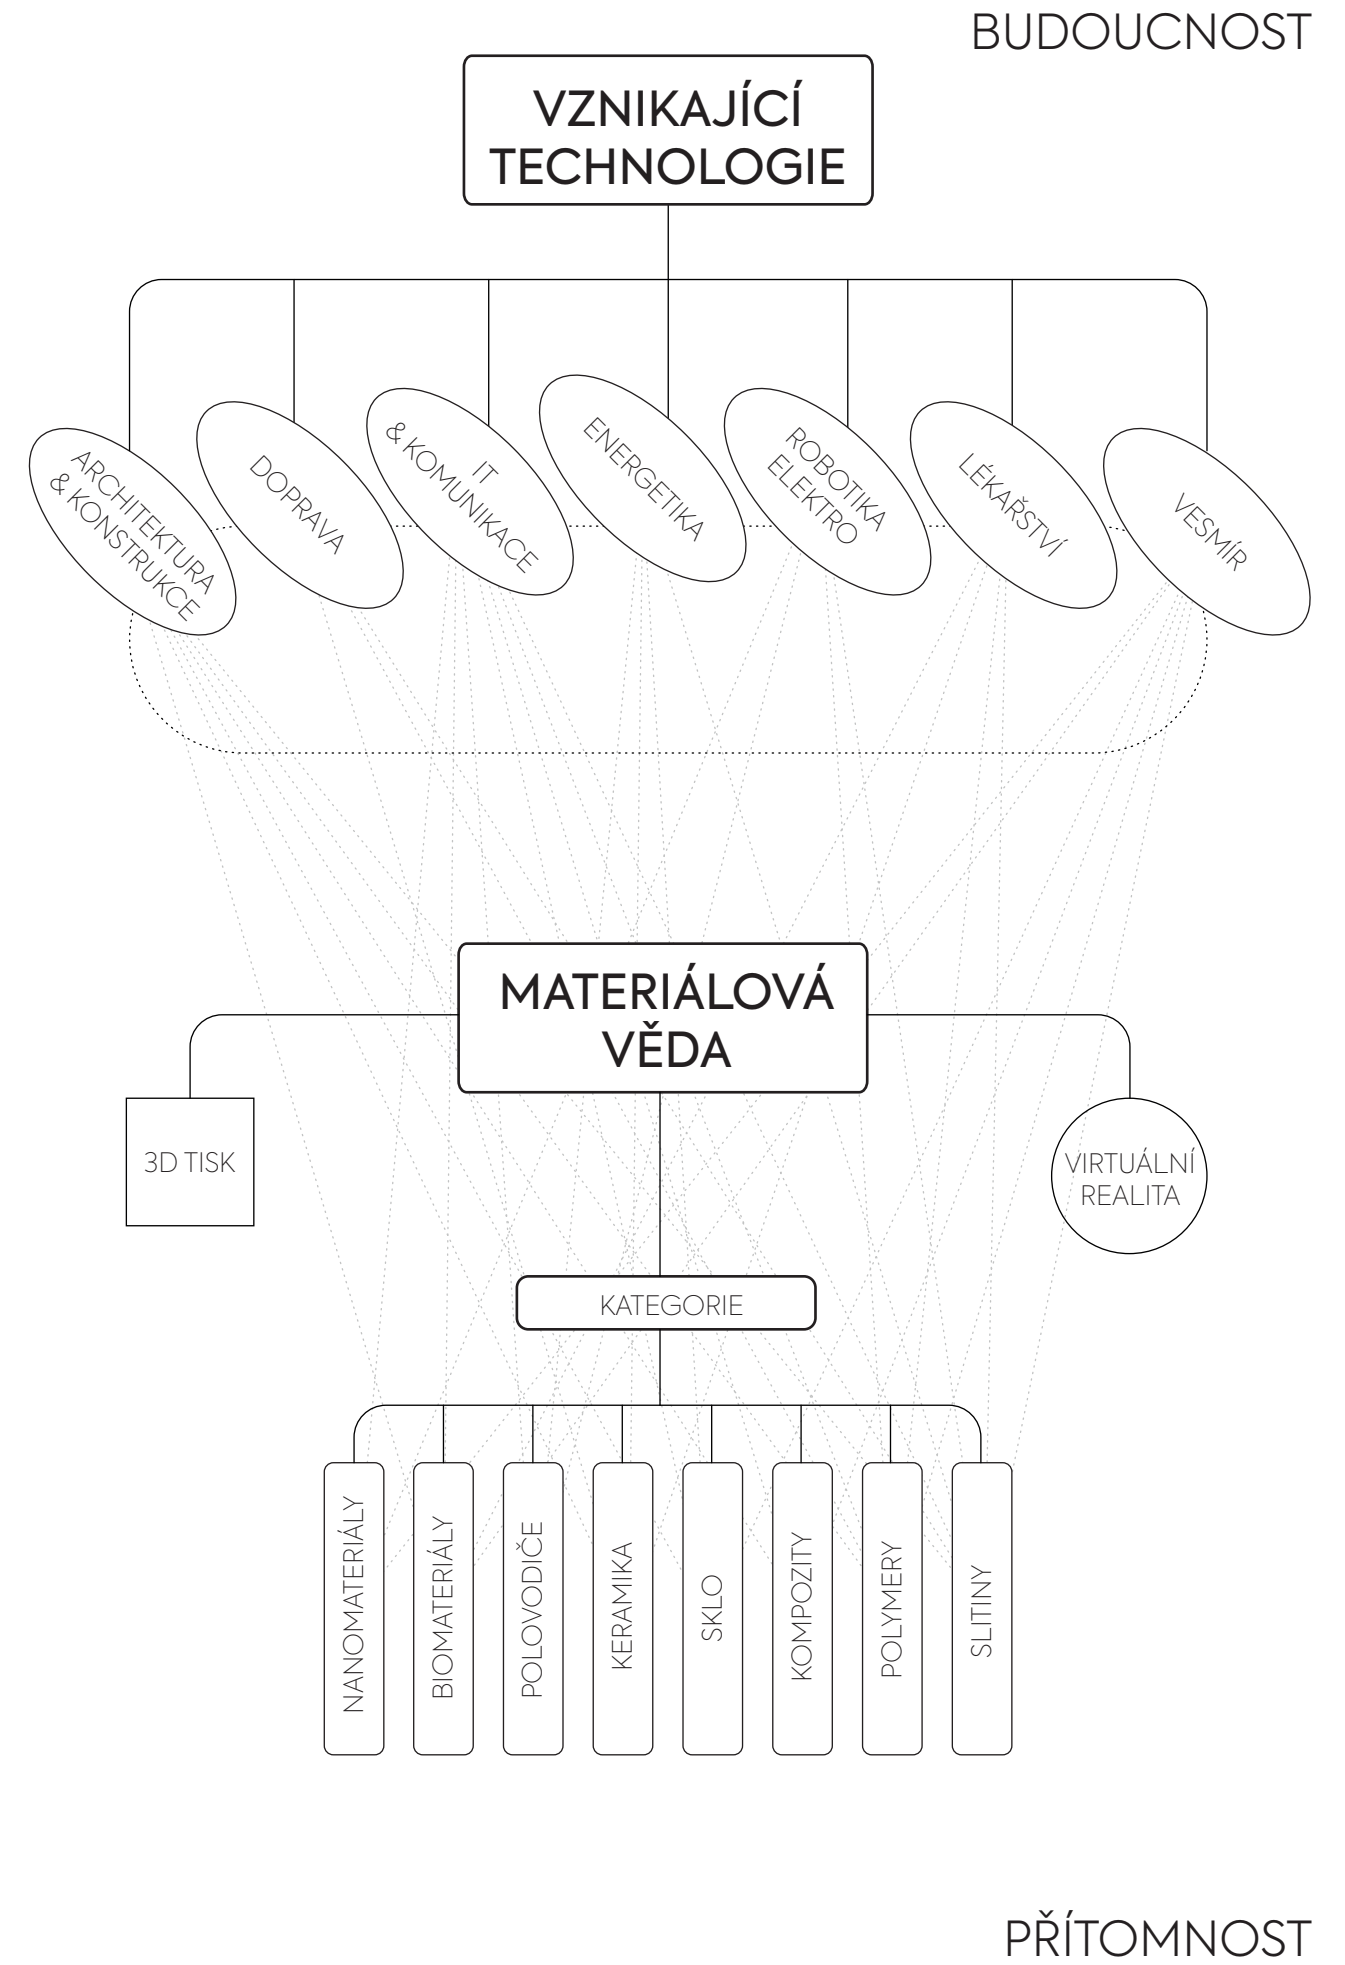 BUDOUCNOST
VZNIKAJÍCÍ
TECHNOLOGIE
ARCHITEKTURA
& KONSTRUKCE
DOPRAVA
IT
& KOMUNIKACE
ENERGETIKA
ROBOTIKA
ELEKTRO
LÉKAŘSTVÍ
VESMÍR
MATERIÁLOVÁ
VĚDA
3D TISK
VIRTUÁLNÍ
REALITA
KATEGORIE
NANOMATERIÁLY
BIOMATERIÁLY
POLOVODIČE
KERAMIKA
SKLO
KOMPOZITY
POLYMERY
SLITINY
PŘÍTOMNOST